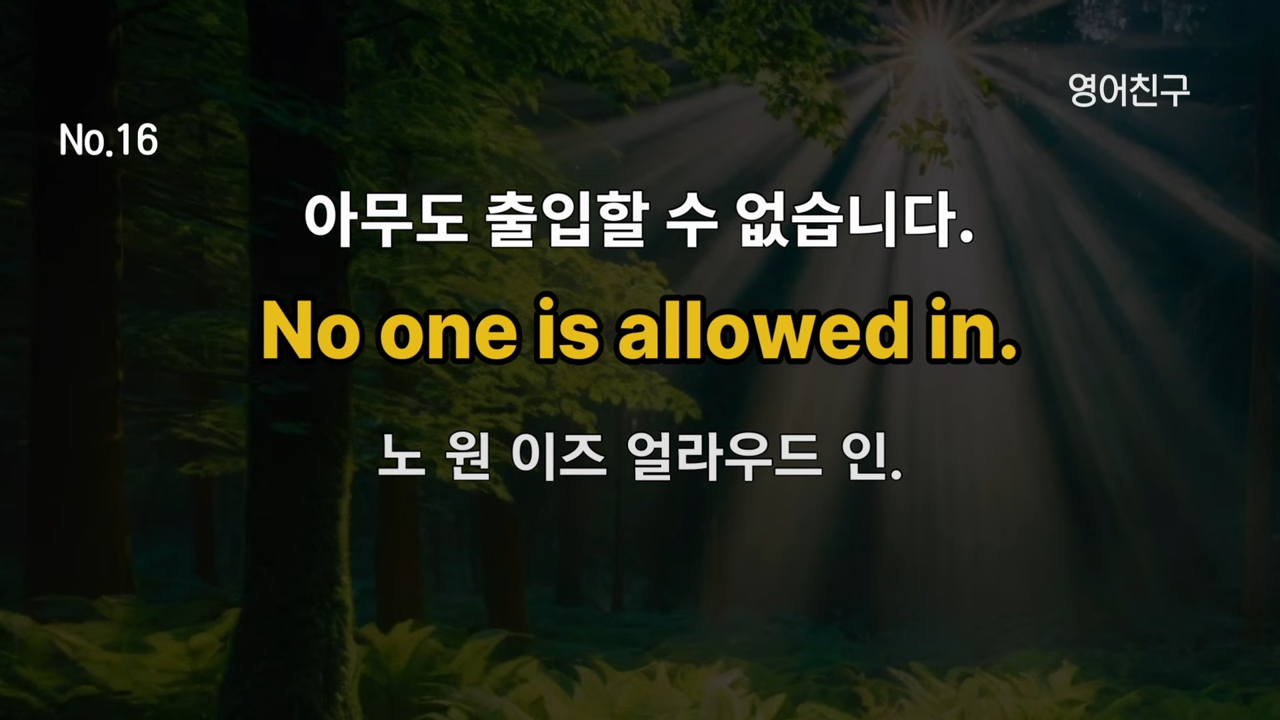 영어친구
No.16
아무도 출입할 수 없습니다.
No one is allowed in.
노 원 이즈 얼라우드 인.